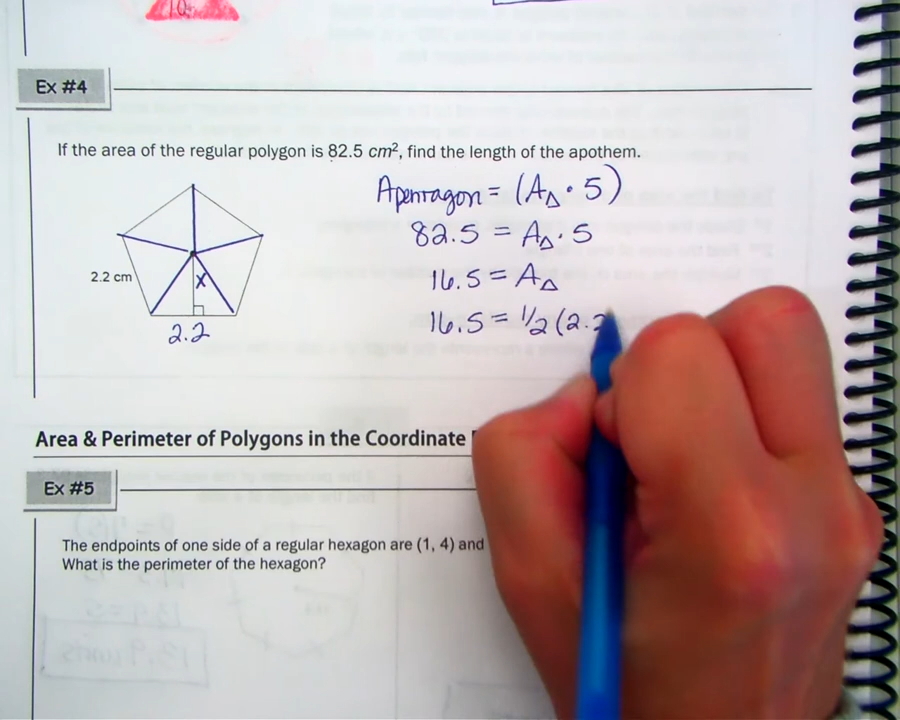 10
Ex #4
If the area of the regular polygon is 82.5 cm², find the length of the apothem.
Apentagon = (A△ · 5)
82.5 = A△ · 5
2.2 cm
x
16.5 = A△
16.5 = 1/2 (2.2
2.2
Area & Perimeter of Polygons in the Coordinate
Ex #5
The endpoints of one side of a regular hexagon are (1, 4) and
What is the perimeter of the hexagon?